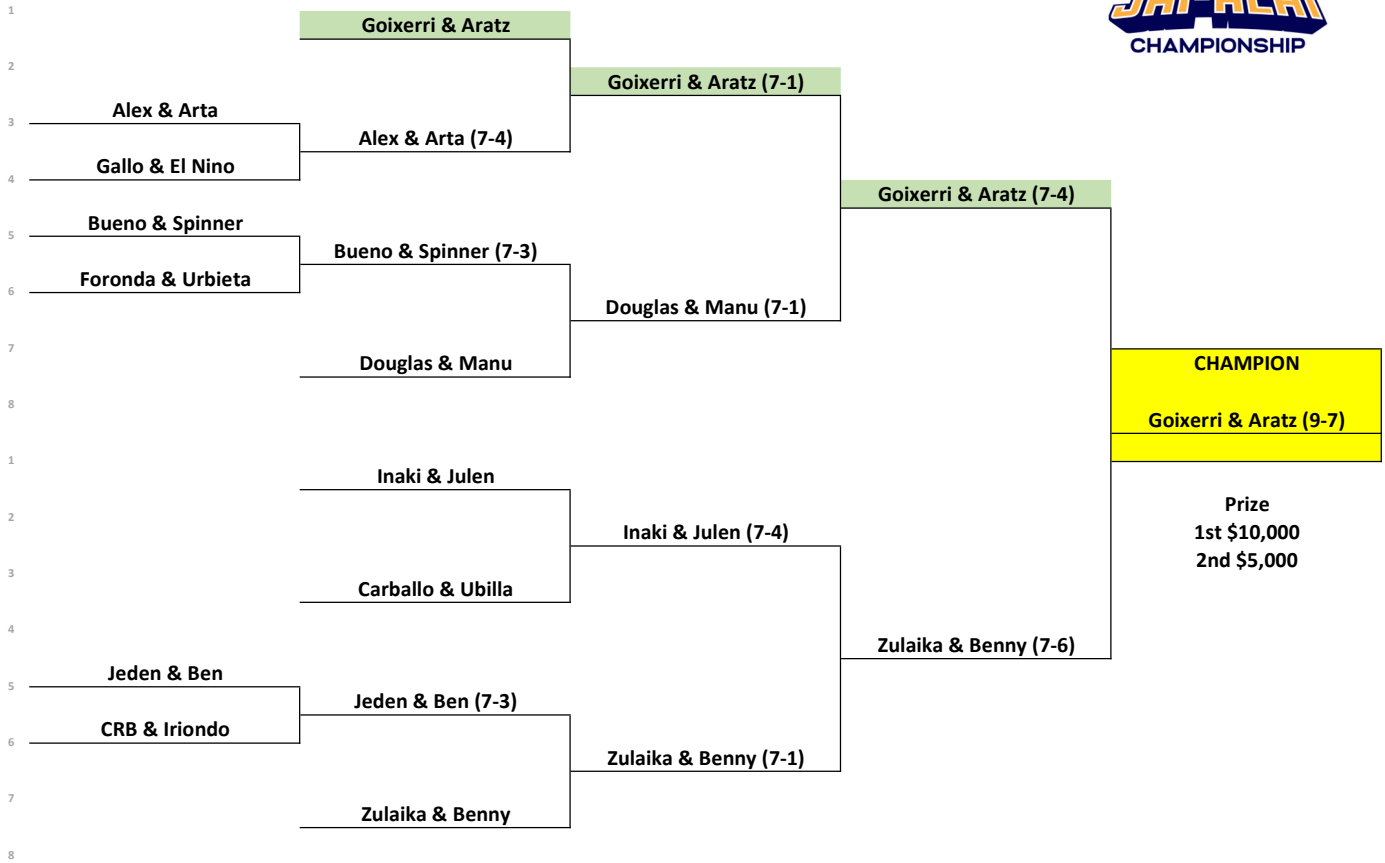 JAI-ALAI
CHAMPIONSHIP
1
Goixerri & Aratz
2
Goixerri & Aratz (7-1)
Alex & Arta
3
Alex & Arta (7-4)
Gallo & El Nino
4
Goixerri & Aratz (7-4)
Bueno & Spinner
5
Bueno & Spinner (7-3)
Foronda & Urbieta
6
Douglas & Manu (7-1)
7
Douglas & Manu
CHAMPION
8
Goixerri & Aratz (9-7)
1
Inaki & Julen
Prize
2
Inaki & Julen (7-4)
1st $10,000
2nd $5,000
3
Carballo & Ubilla
4
Zulaika & Benny (7-6)
Jeden & Ben
5
Jeden & Ben (7-3)
CRB & Iriondo
6
Zulaika & Benny (7-1)
7
Zulaika & Benny
8